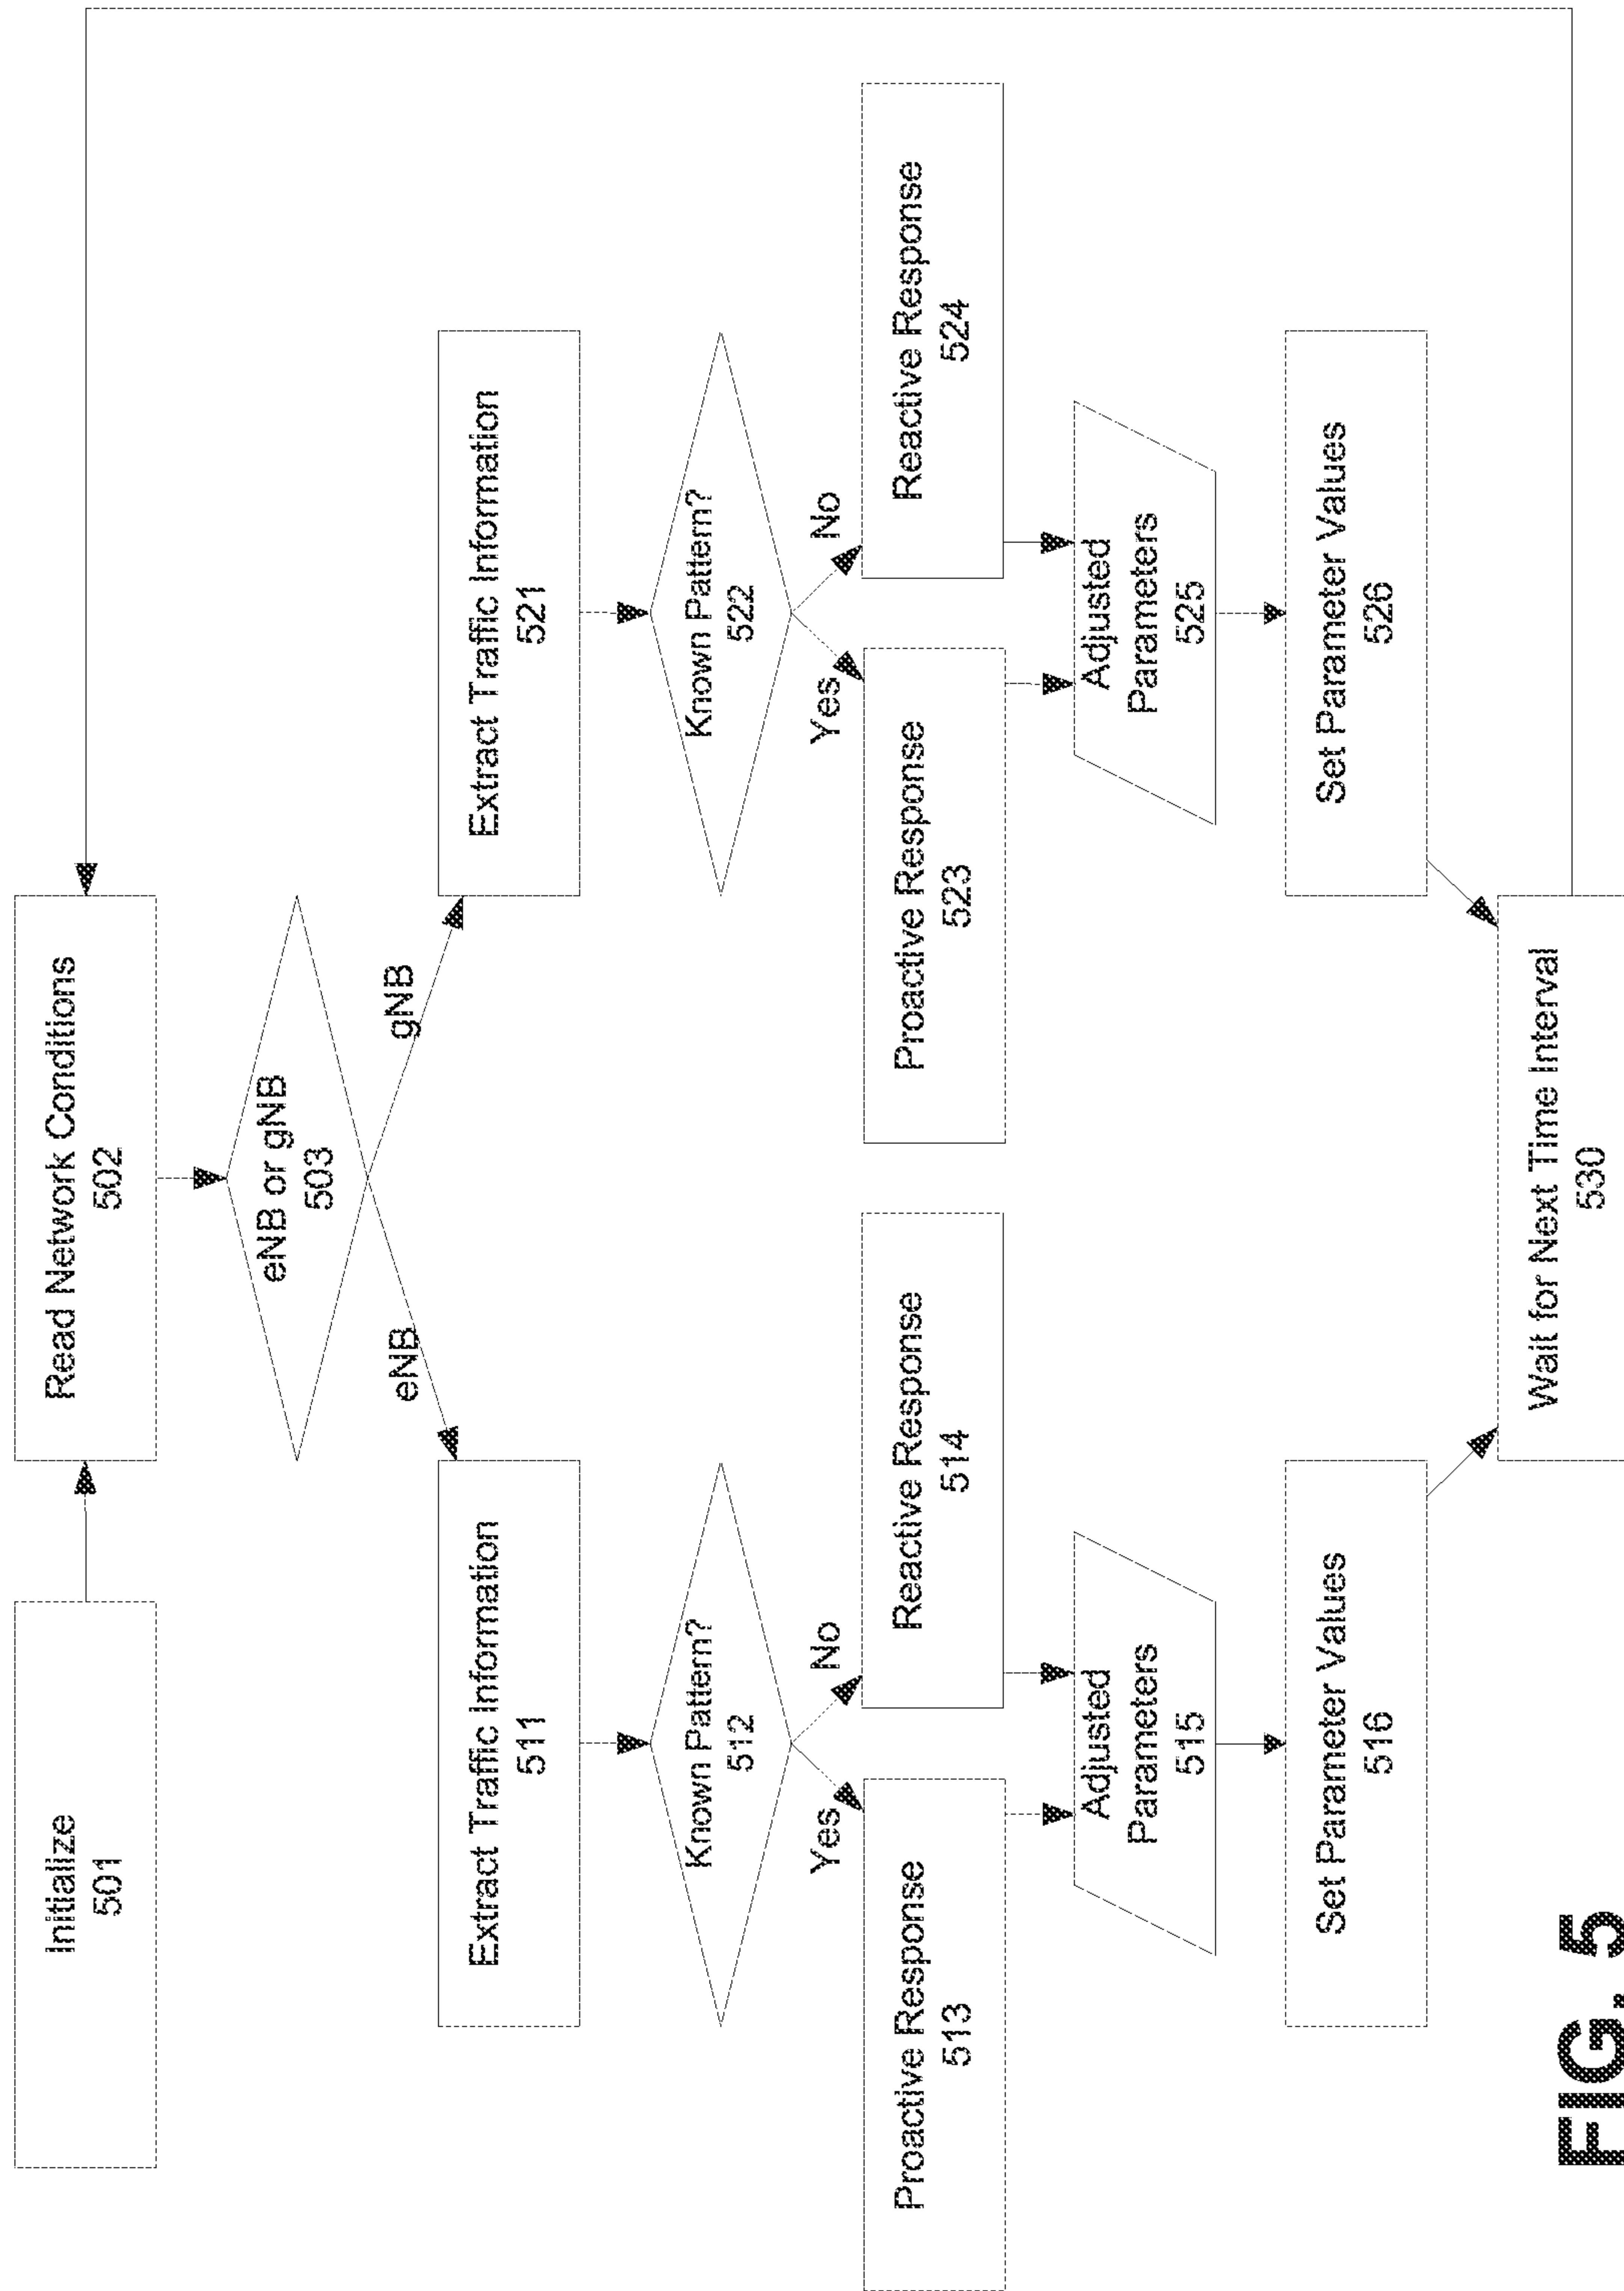 Initialize
501
Read Network Conditions
502
eNB or gNB
503
eNB
gNB
Extract Traffic Information
511
Extract Traffic Information
521
Known Pattern?
512
Known Pattern?
522
Yes
No
Yes
No
Proactive Response
513
Reactive Response
514
Proactive Response
523
Reactive Response
524
Adjusted
Parameters
515
Adjusted
Parameters
525
Set Parameter Values
516
Set Parameter Values
526
Wait for Next Time Interval
530
FIG. 5